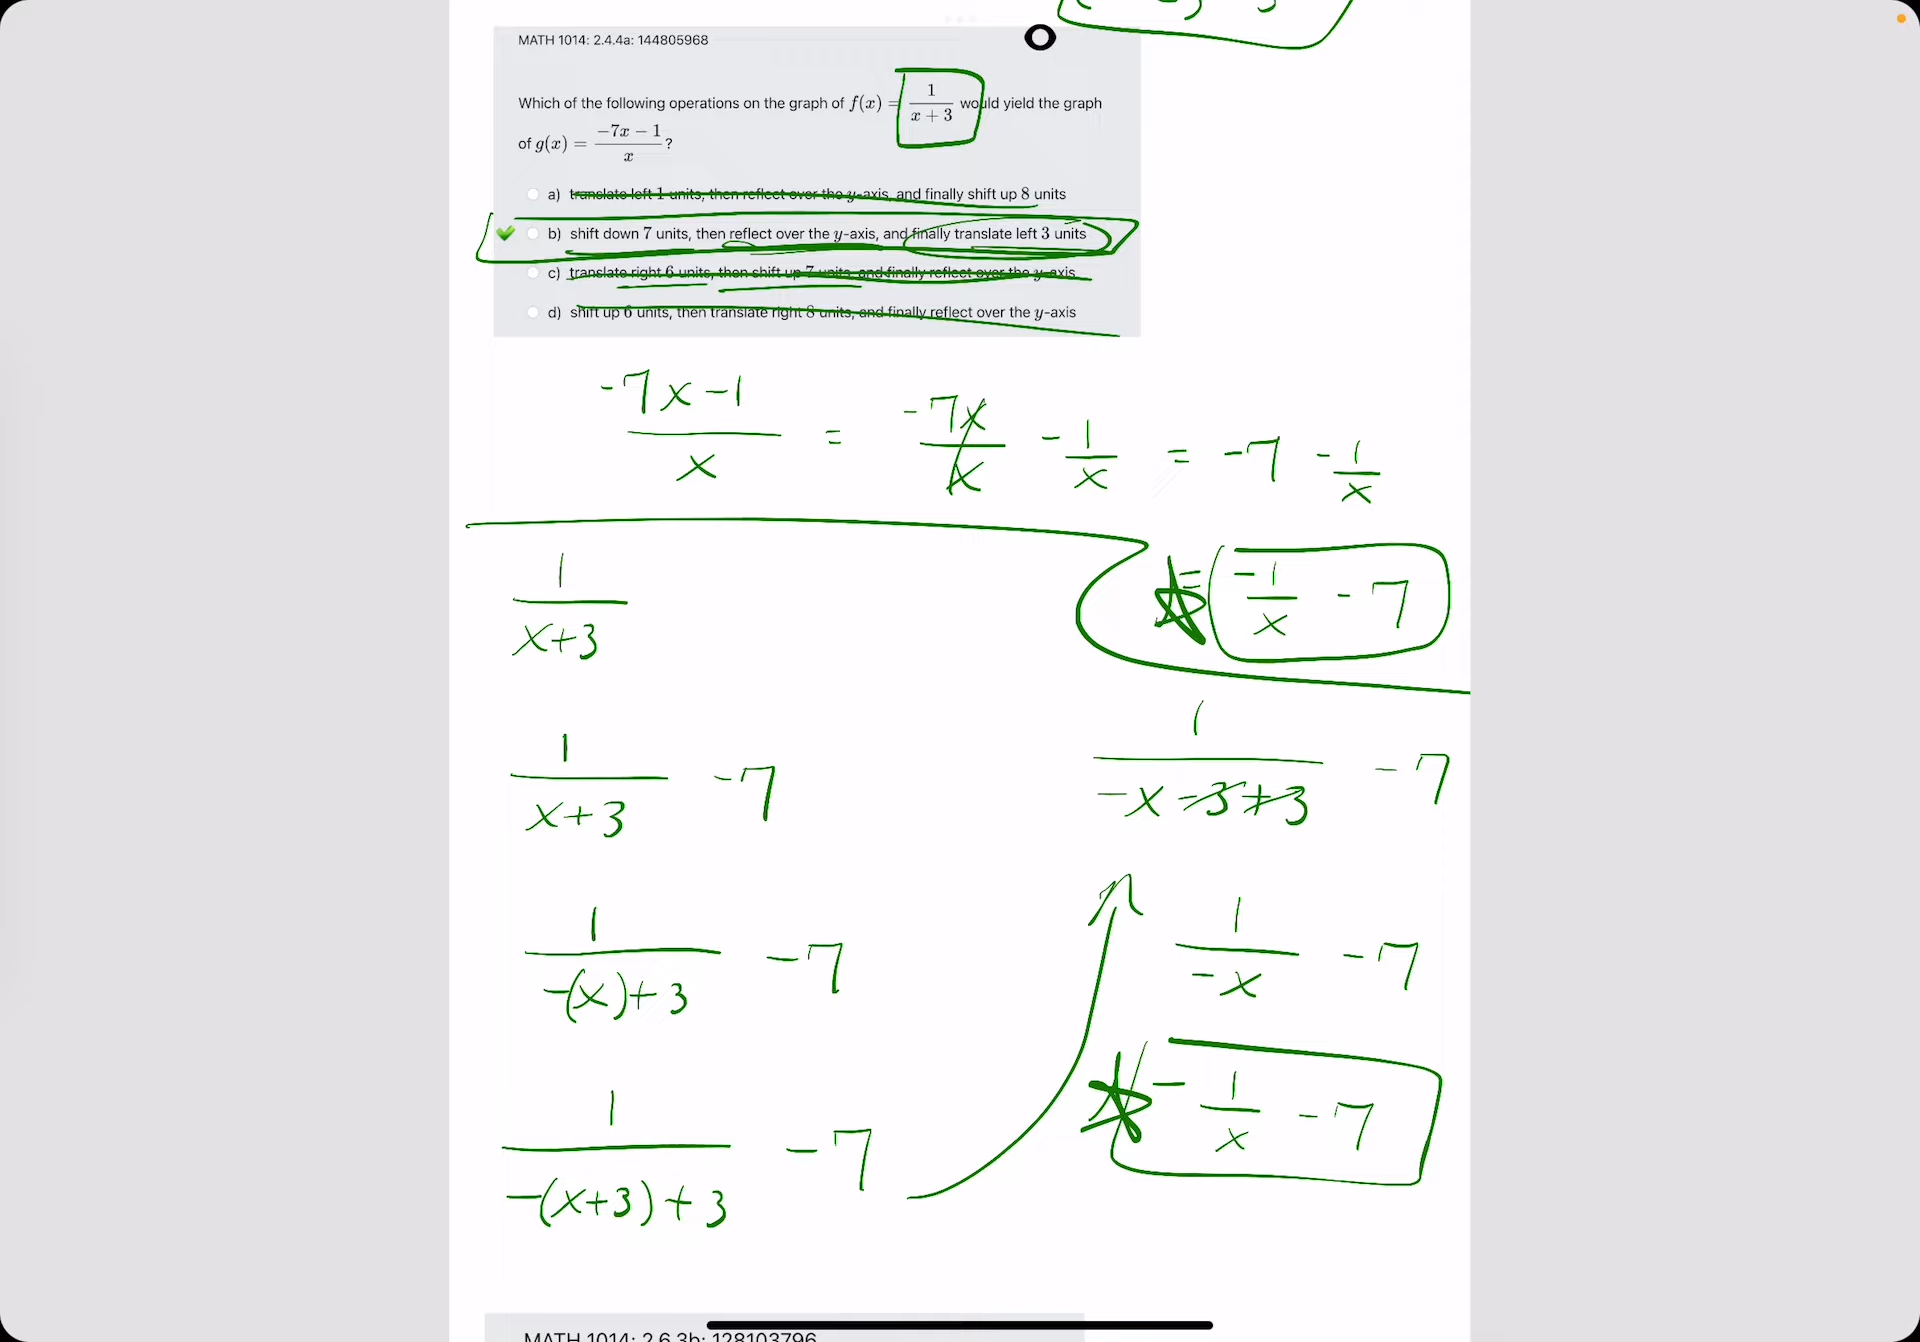 MATH 1014: 2.4.4a: 144805968
Which of the following operations on the graph of f(x) = 1/(x + 3) would yield the graph
of g(x) = (−7x − 1)/x ?
a) translate left 1 units, then reflect over the y-axis, and finally shift up 8 units
b) shift down 7 units, then reflect over the y-axis, and finally translate left 3 units
c) translate right 6 units, then shift up 7 units, and finally reflect over the y-axis
d) shift up 6 units, then translate right 8 units, and finally reflect over the y-axis
(-7x-1)/x = -7x/x - 1/x = -7 - 1/x
= -1/x - 7
1/(x+3)
1/(x+3) -7
1/(-(x)+3) -7
1/(-(x+3)+3) -7
1/(-x-3+3) -7
1/(-x) -7
- 1/x -7
MATH 1014: 2.6.3b: 128103796